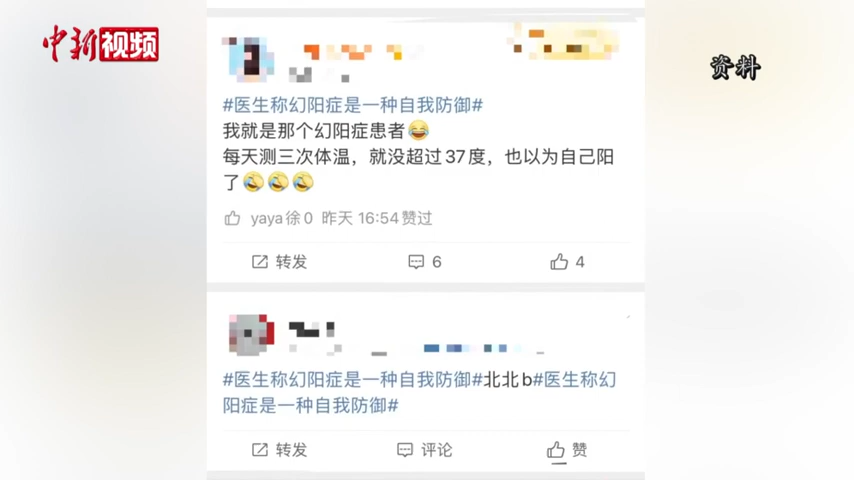 中新视频
资料
#医生称幻阳症是一种自我防御#
我就是那个幻阳症患者😂
每天测三次体温，就没超过37度，也以为自己阳
了🤣🤣🤣
yaya徐0 昨天 16:54赞过
转发 6 4
#医生称幻阳症是一种自我防御#北北b#医生称幻
阳症是一种自我防御#
转发 评论 赞